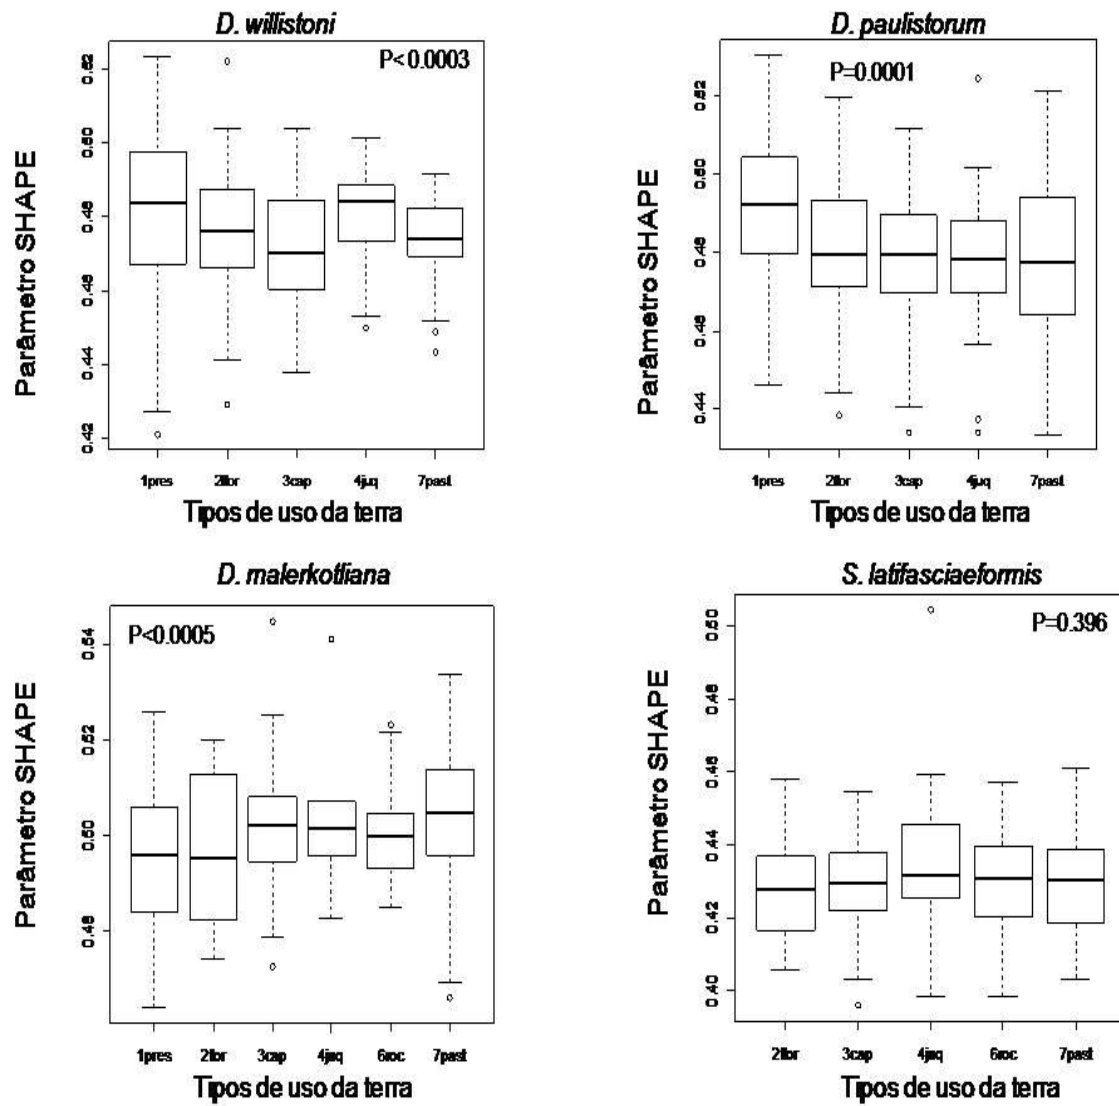 D. willistoni
P<0.0003
0.52
0.50
0.48
0.46
0.44
0.42
Parâmetro SHAPE
1pres 2flor 3cap 4juq 7past
Tipos de uso da terra
D. paulistorum
P=0.0001
0.52
0.50
0.48
0.46
0.44
Parâmetro SHAPE
1pres 2flor 3cap 4juq 7past
Tipos de uso da terra
D. malerkotliana
P<0.0005
0.54
0.52
0.50
0.48
Parâmetro SHAPE
1pres 2flor 3cap 4juq 6roc 7past
Tipos de uso da terra
S. latifasciaeformis
P=0.396
0.50
0.48
0.46
0.44
0.42
0.40
Parâmetro SHAPE
2flor 3cap 4juq 6roc 7past
Tipos de uso da terra